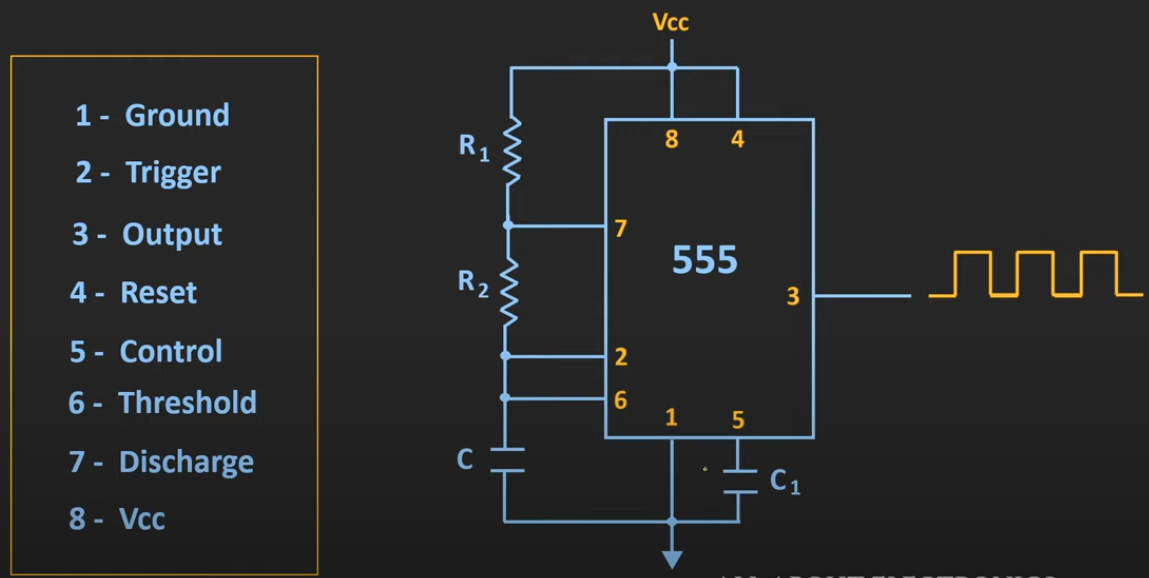 1 - Ground
2 - Trigger
3 - Output
4 - Reset
5 - Control
6 - Threshold
7 - Discharge
8 - Vcc
Vcc
8 4
R1
7
555
R2
3
2
6
1 5
C
C1